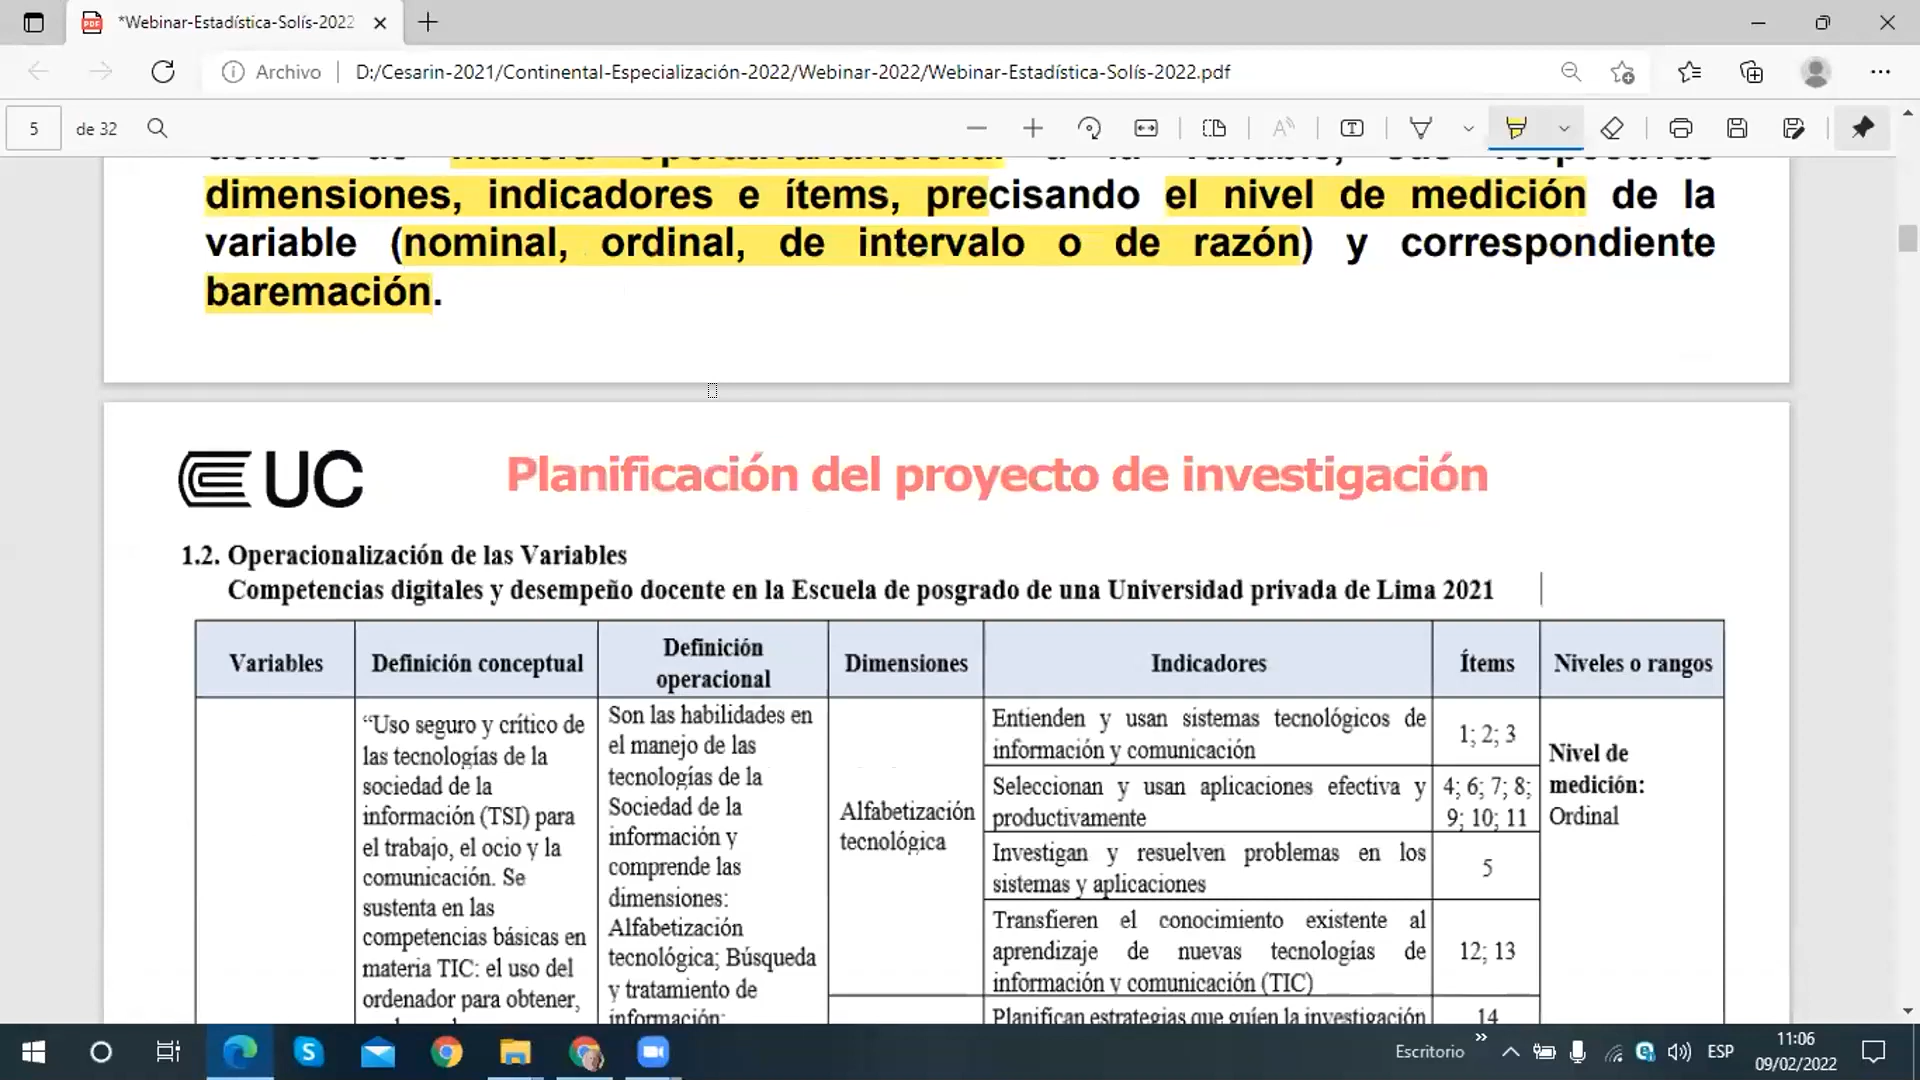 *Webinar-Estadística-Solís-2022
Archivo
D:/Cesarin-2021/Continental-Especialización-2022/Webinar-2022/Webinar-Estadística-Solís-2022.pdf
5 de 32
dimensiones, indicadores e ítems, precisando el nivel de medición de la
variable (nominal, ordinal, de intervalo o de razón) y correspondiente
baremación.
UC
Planificación del proyecto de investigación
1.2. Operacionalización de las Variables
Competencias digitales y desempeño docente en la Escuela de posgrado de una Universidad privada de Lima 2021
Variables
Definición conceptual
Definición
operacional
Dimensiones
Indicadores
Ítems
Niveles o rangos
“Uso seguro y crítico de
las tecnologías de la
sociedad de la
información (TSI) para
el trabajo, el ocio y la
comunicación. Se
sustenta en las
competencias básicas en
materia TIC: el uso del
ordenador para obtener,
Son las habilidades en
el manejo de las
tecnologías de la
Sociedad de la
información y
comprende las
dimensiones:
Alfabetización
tecnológica; Búsqueda
y tratamiento de
información;
Alfabetización
tecnológica
Entienden y usan sistemas tecnológicos de
información y comunicación
1; 2; 3
Seleccionan y usan aplicaciones efectiva y
productivamente
4; 6; 7; 8;
9; 10; 11
Investigan y resuelven problemas en los
sistemas y aplicaciones
5
Transfieren el conocimiento existente al
aprendizaje de nuevas tecnologías de
información y comunicación (TIC)
12; 13
Planifican estrategias que guíen la investigación
14
Nivel de
medición:
Ordinal
Escritorio
ESP
11:06
09/02/2022